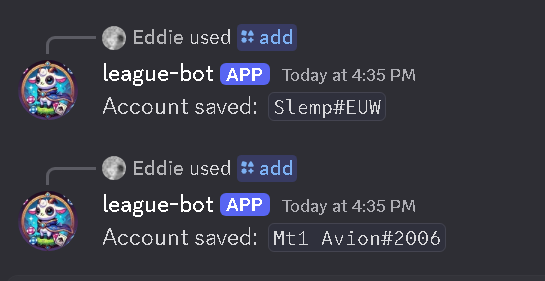 Eddie used add
league-bot APP Today at 4:35 PM
Account saved: Slemp#EUW
Eddie used add
league-bot APP Today at 4:35 PM
Account saved: Mt1 Avion#2006